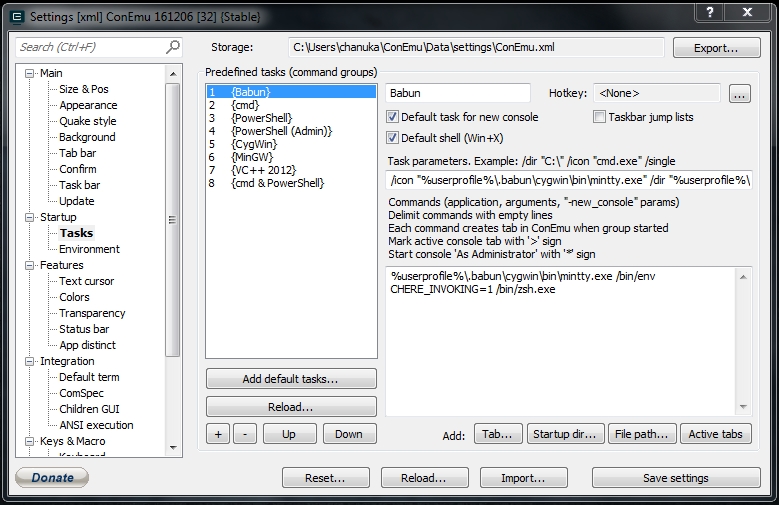 Settings [xml] ConEmu 161206 [32] {Stable}
Search (Ctrl+F)
Storage:
C:\Users\chanuka\ConEmu\Data\settings\ConEmu.xml
Export...
Main
Size & Pos
Appearance
Quake style
Background
Tab bar
Confirm
Task bar
Update
Startup
Tasks
Environment
Features
Text cursor
Colors
Transparency
Status bar
App distinct
Integration
Default term
ComSpec
Children GUI
ANSI execution
Keys & Macro
Keyboard
Predefined tasks (command groups)
1 {Babun}
2 {cmd}
3 {PowerShell}
4 {PowerShell (Admin)}
5 {CygWin}
6 {MinGW}
7 {VC++ 2012}
8 {cmd & PowerShell}
Add default tasks...
Reload...
+ - Up Down
Babun
Hotkey: <None> ...
Default task for new console
Taskbar jump lists
Default shell (Win+X)
Task parameters. Example: /dir "C:\" /icon "cmd.exe" /single
/icon "%userprofile%\.babun\cygwin\bin\mintty.exe" /dir "%userprofile%\
Commands (application, arguments, "-new_console" params)
Delimit commands with empty lines
Each command creates tab in ConEmu when group started
Mark active console tab with '>' sign
Start console 'As Administrator' with '*' sign
%userprofile%\.babun\cygwin\bin\mintty.exe /bin/env
CHERE_INVOKING=1 /bin/zsh.exe
Add: Tab... Startup dir... File path... Active tabs
Donate
Reset... Reload... Import... Save settings